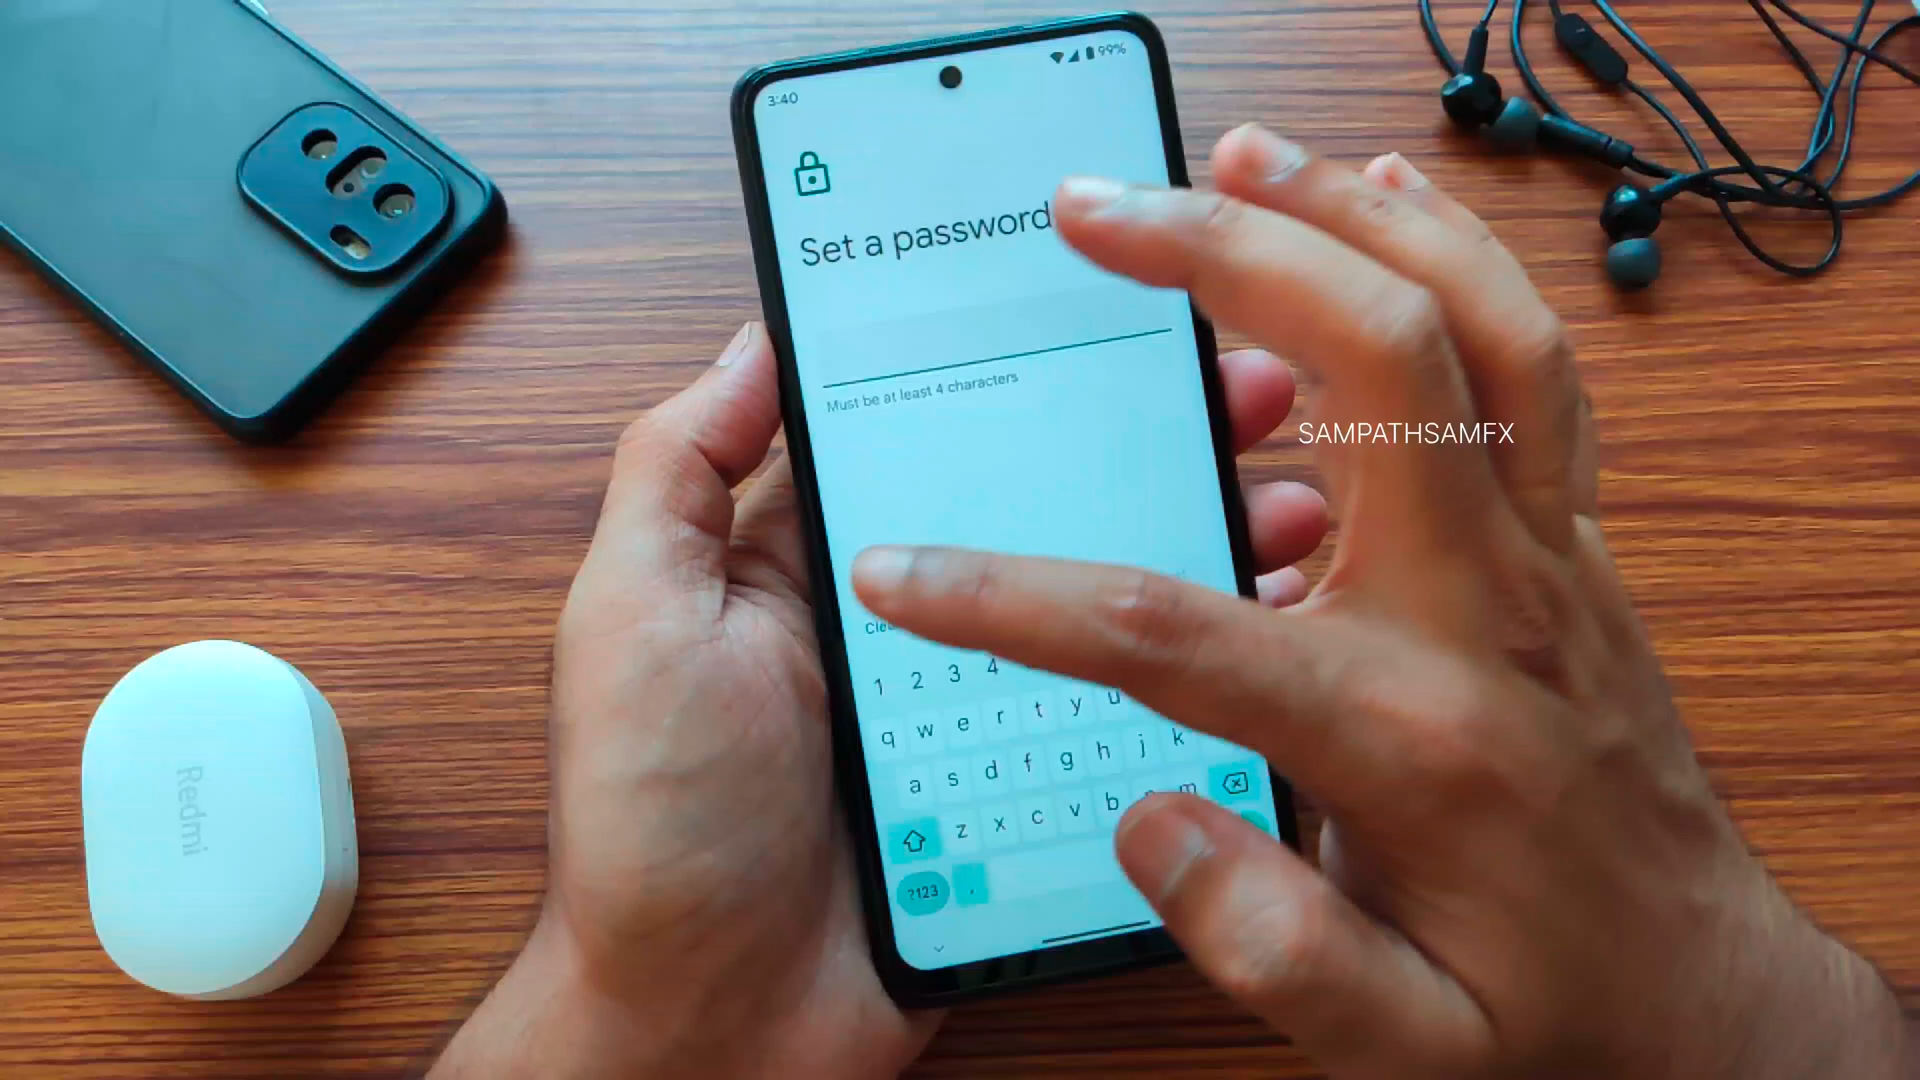 3:40
99%
Set a password
Must be at least 4 characters
SAMPATHSAMFX
1 2 3 4
q w e r t y u
a s d f g h j k
z x c v b m
?123 ,
Redmi